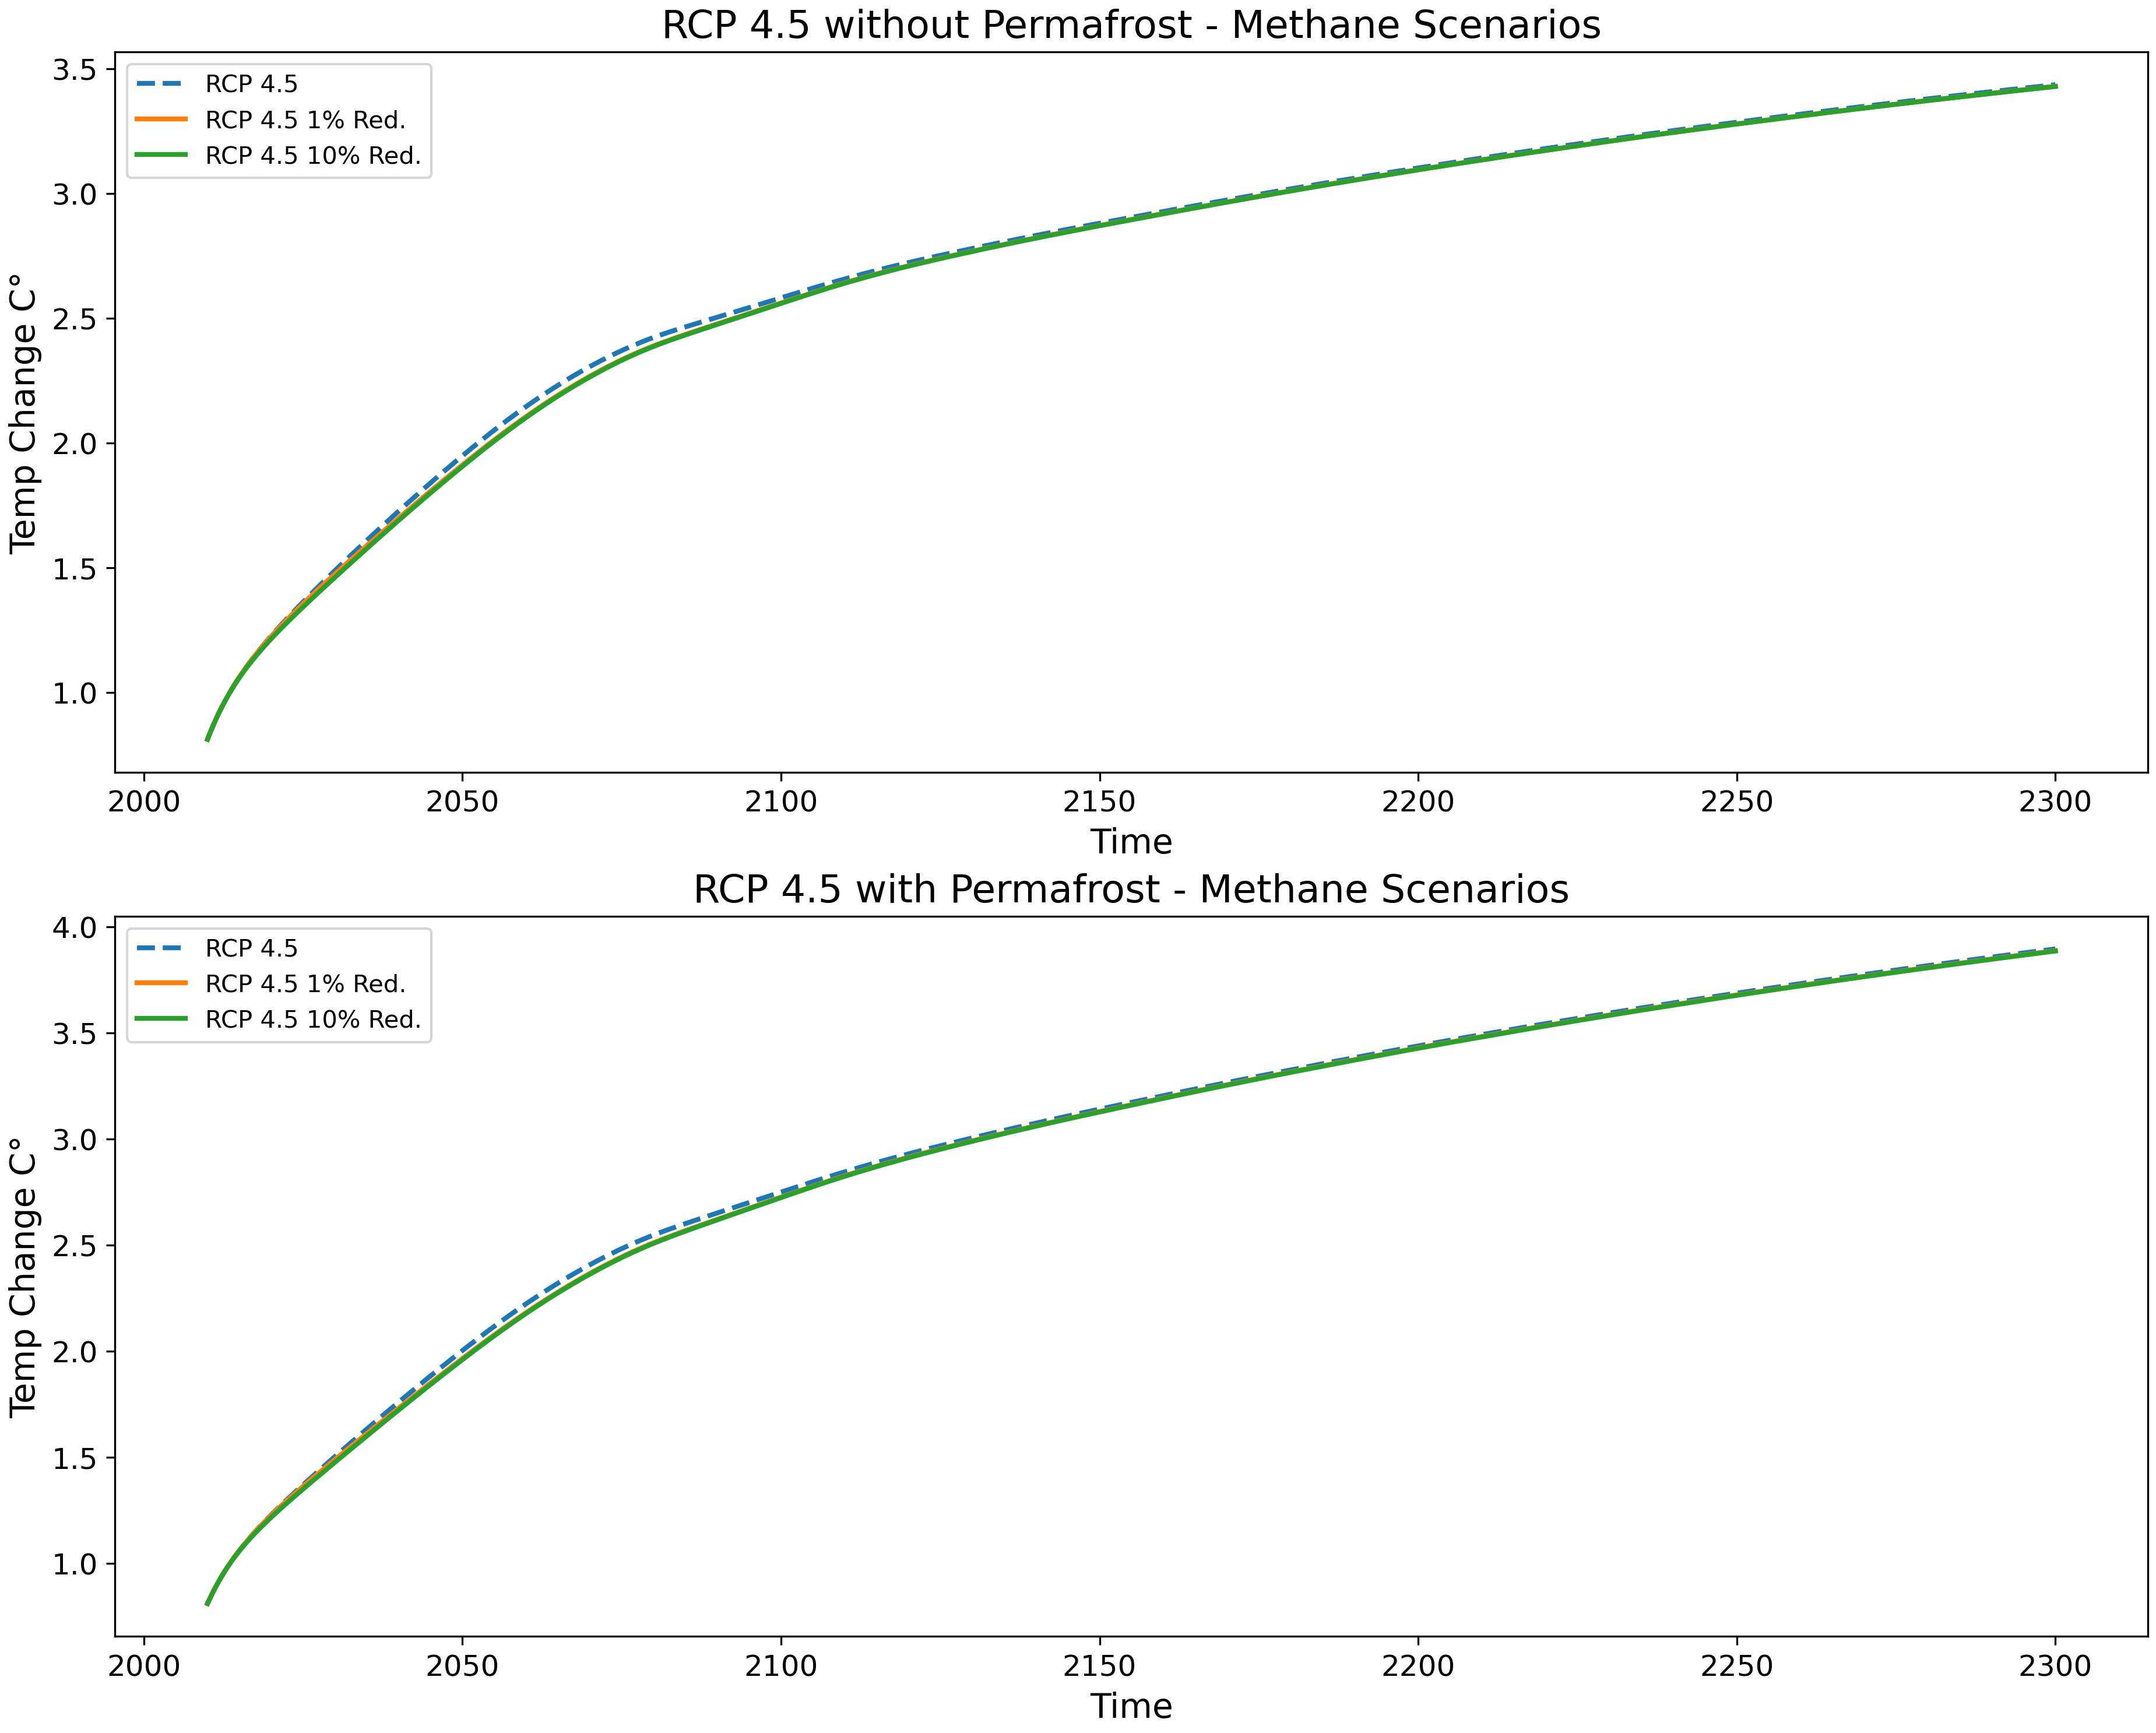 RCP 4.5 without Permafrost - Methane Scenarios
RCP 4.5
RCP 4.5 1% Red.
RCP 4.5 10% Red.
3.5
3.0
2.5
2.0
1.5
1.0
Temp Change C°
2000 2050 2100 2150 2200 2250 2300
Time
RCP 4.5 with Permafrost - Methane Scenarios
RCP 4.5
RCP 4.5 1% Red.
RCP 4.5 10% Red.
4.0
3.5
3.0
2.5
2.0
1.5
1.0
Temp Change C°
2000 2050 2100 2150 2200 2250 2300
Time